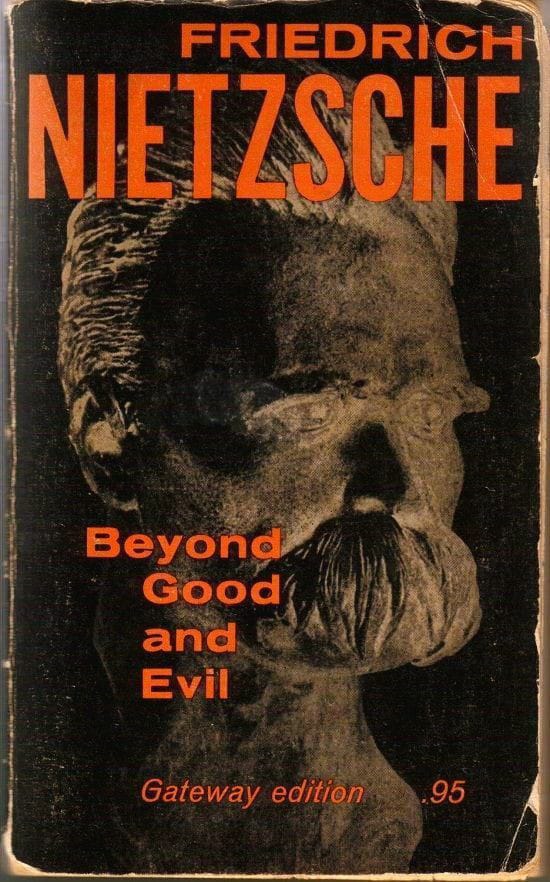 FRIEDRICH
NIETZSCHE
Beyond
Good
and
Evil
Gateway edition .95